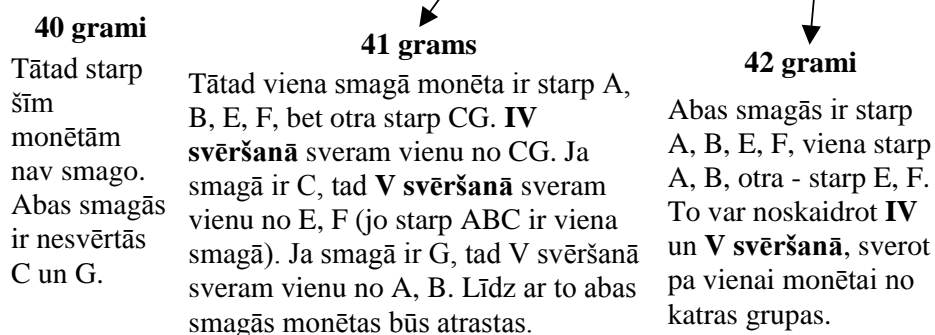 40 grami
Tātad starp
šīm
monētām
nav smago.
Abas smagās
ir nesvērtās
C un G.
41 grams
Tātad viena smagā monēta ir starp A,
B, E, F, bet otra starp CG. IV
svēršanā sveram vienu no CG. Ja
smagā ir C, tad V svēršanā sveram
vienu no E, F (jo starp ABC ir viena
smagā). Ja smagā ir G, tad V svēršanā
sveram vienu no A, B. Līdz ar to abas
smagās monētas būs atrastas.
42 grami
Abas smagās ir starp
A, B, E, F, viena starp
A, B, otra - starp E, F.
To var noskaidrot IV
un V svēršanā, sverot
pa vienai monētai no
katras grupas.